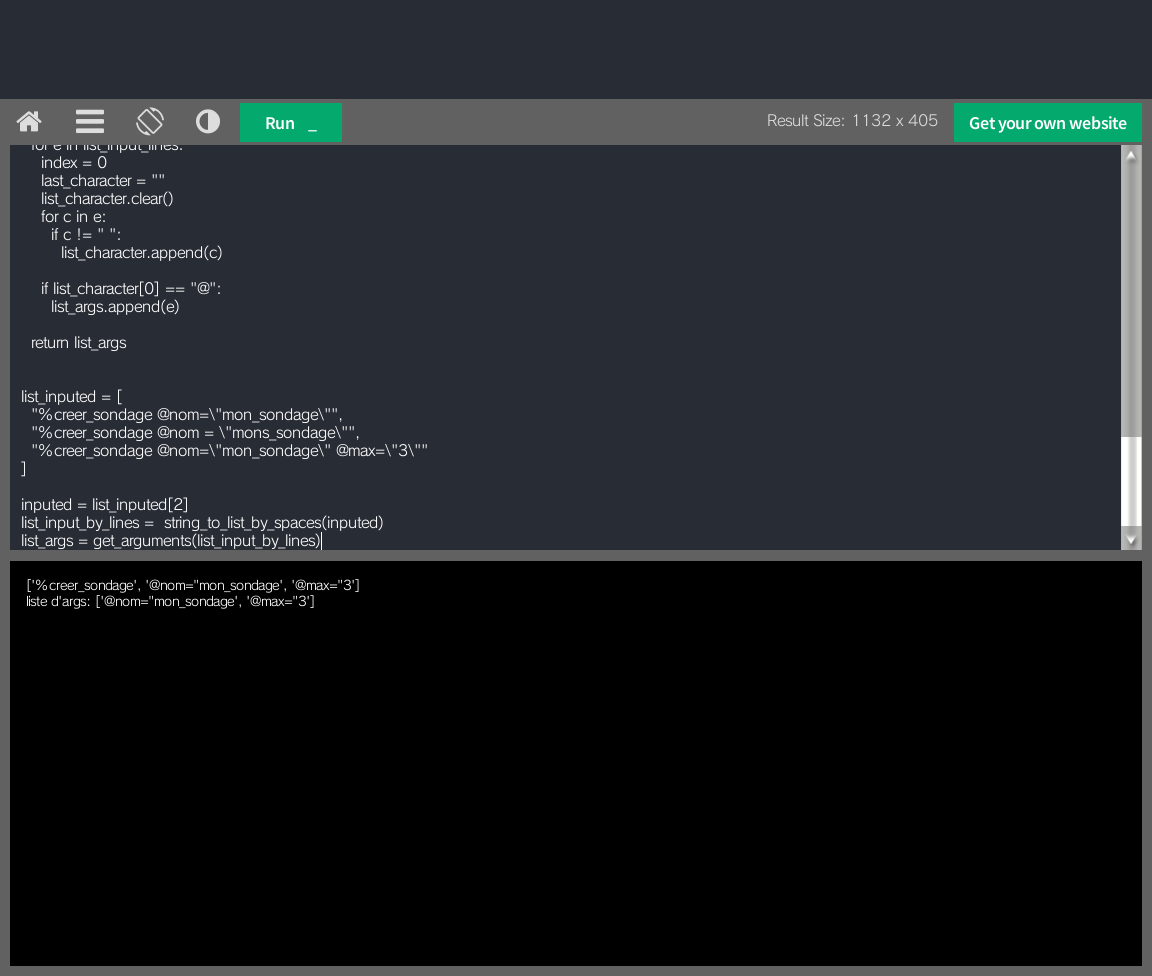 Run _
Result Size: 1132 x 405
Get your own website
for e in list_input_lines:
index = 0
last_character = ""
list_character.clear()
for c in e:
if c != " ":
list_character.append(c)
if list_character[0] == "@":
list_args.append(e)
return list_args
list_inputed = [
"%creer_sondage @nom=\"mon_sondage\"",
"%creer_sondage @nom = \"mons_sondage\"",
"%creer_sondage @nom=\"mon_sondage\" @max=\"3\""
]
inputed = list_inputed[2]
list_input_by_lines =  string_to_list_by_spaces(inputed)
list_args = get_arguments(list_input_by_lines)
['%creer_sondage', '@nom="mon_sondage', '@max="3']
liste d'args: ['@nom="mon_sondage', '@max="3']